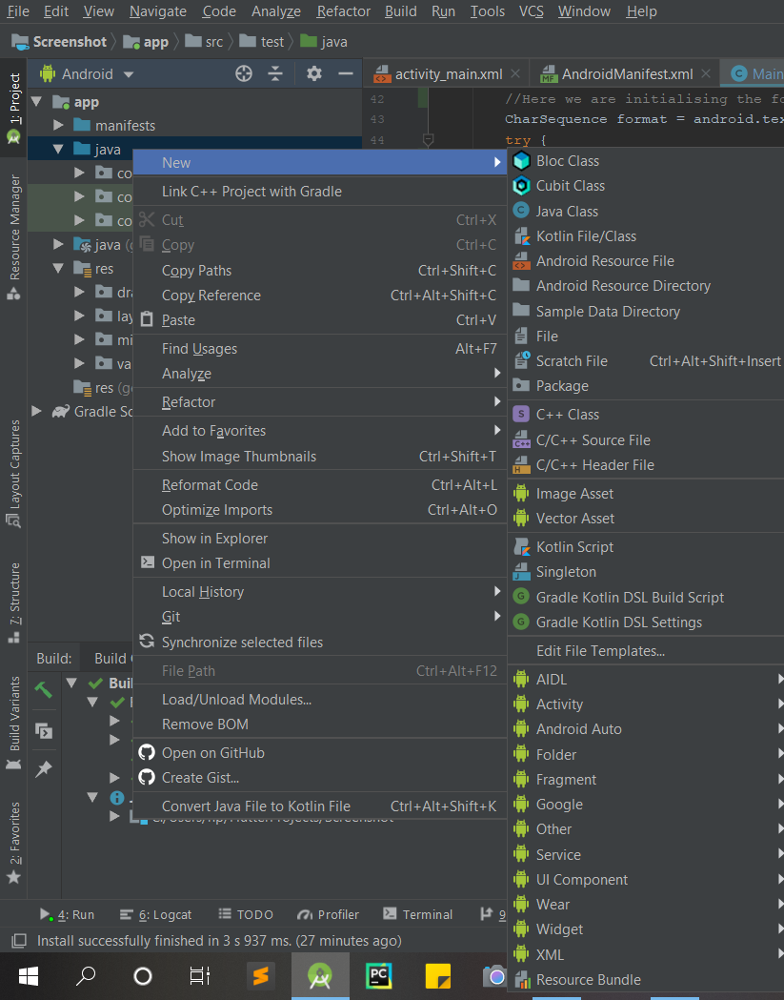 File Edit View Navigate Code Analyze Refactor Build Run Tools VCS Window Help
Screenshot app src test java
1: Project
Resource Manager
Layout Captures
7: Structure
Build Variants
2: Favorites
Android
activity_main.xml AndroidManifest.xml Main
app
manifests
java
co
co
co
java (g
res
dra
lay
mi
va
res (ge
Gradle Sc
42 //Here we are initialising the fo
43 CharSequence format = android.tex
44 try {
New
Link C++ Project with Gradle
Cut Ctrl+X
Copy Ctrl+C
Copy Paths Ctrl+Shift+C
Copy Reference Ctrl+Alt+Shift+C
Paste Ctrl+V
Find Usages Alt+F7
Analyze
Refactor
Add to Favorites
Show Image Thumbnails Ctrl+Shift+T
Reformat Code Ctrl+Alt+L
Optimize Imports Ctrl+Alt+O
Show in Explorer
Open in Terminal
Local History
Git
Synchronize selected files
File Path Ctrl+Alt+F12
Load/Unload Modules...
Remove BOM
Open on GitHub
Create Gist...
Convert Java File to Kotlin File Ctrl+Alt+Shift+K
Bloc Class
Cubit Class
Java Class
Kotlin File/Class
Android Resource File
Android Resource Directory
Sample Data Directory
File
Scratch File Ctrl+Alt+Shift+Insert
Package
C++ Class
C/C++ Source File
C/C++ Header File
Image Asset
Vector Asset
Kotlin Script
Singleton
Gradle Kotlin DSL Build Script
Gradle Kotlin DSL Settings
Edit File Templates...
AIDL
Activity
Android Auto
Folder
Fragment
Google
Other
Service
UI Component
Wear
Widget
XML
Resource Bundle
Build: Build
Buil
4: Run 6: Logcat TODO Profiler Terminal 9
Install successfully finished in 3 s 937 ms. (27 minutes ago)
PC